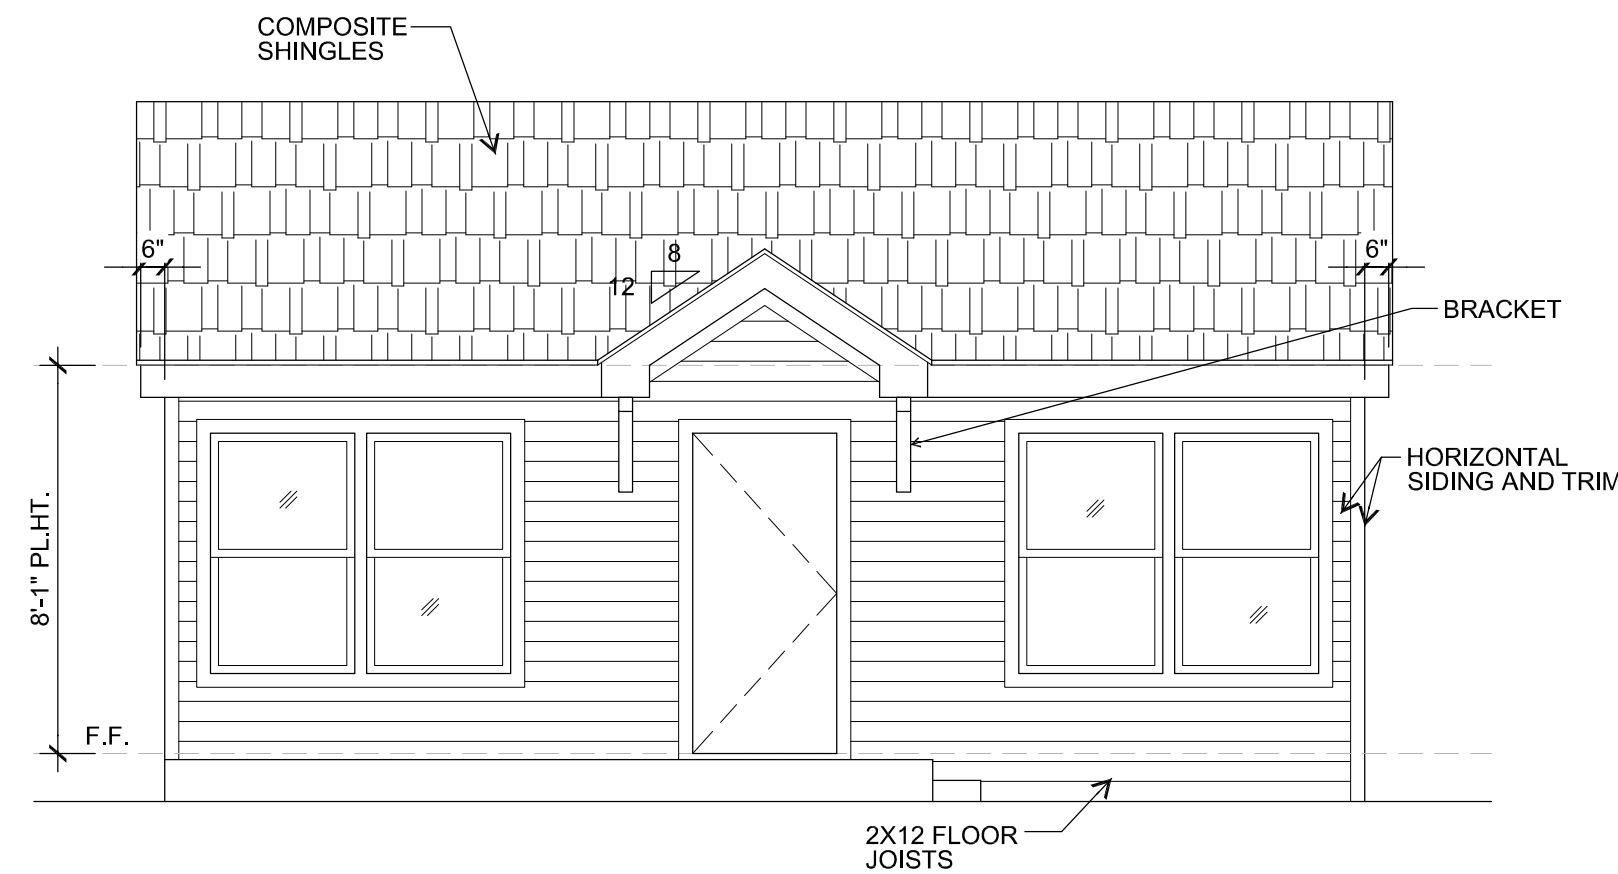 COMPOSITE
SHINGLES
6"
8
12
6"
BRACKET
HORIZONTAL
SIDING AND TRIM
8'-1" PL.HT.
F.F.
2X12 FLOOR
JOISTS